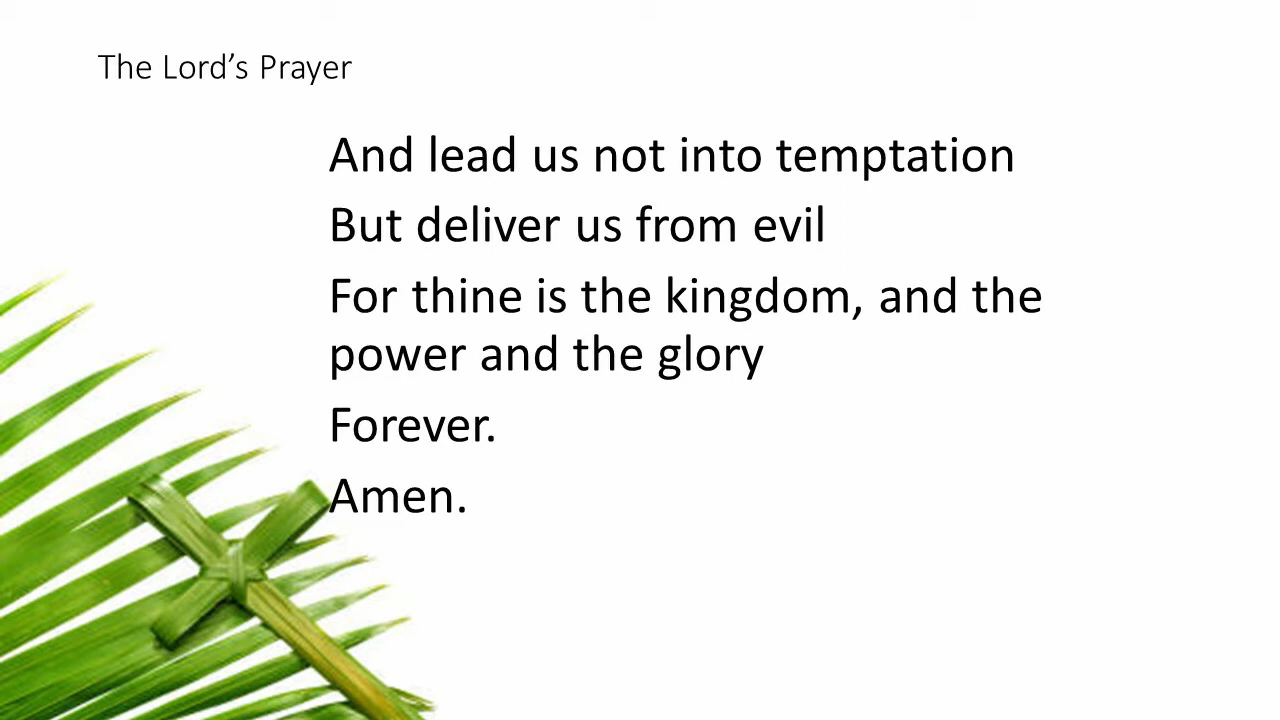 The Lord’s Prayer
And lead us not into temptation
But deliver us from evil
For thine is the kingdom, and the
power and the glory
Forever.
Amen.